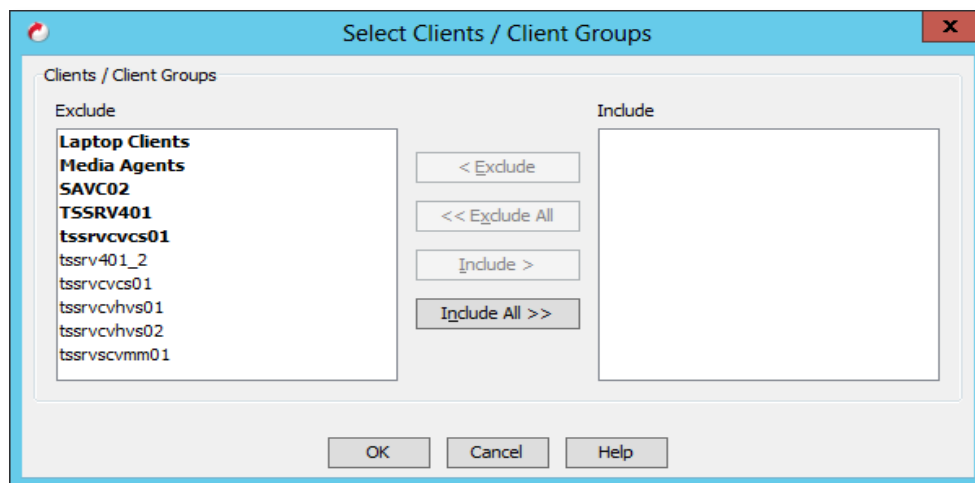 Select Clients / Client Groups
x
Clients / Client Groups
Exclude
Include
Laptop Clients
Media Agents
SAVC02
TSSRV401
tssrvcvcs01
tssrv401_2
tssrvcvcs01
tssrvcvhvs01
tssrvcvhvs02
tssrvscvmm01
< Exclude
<< Exclude All
Include >
Include All >>
OK
Cancel
Help